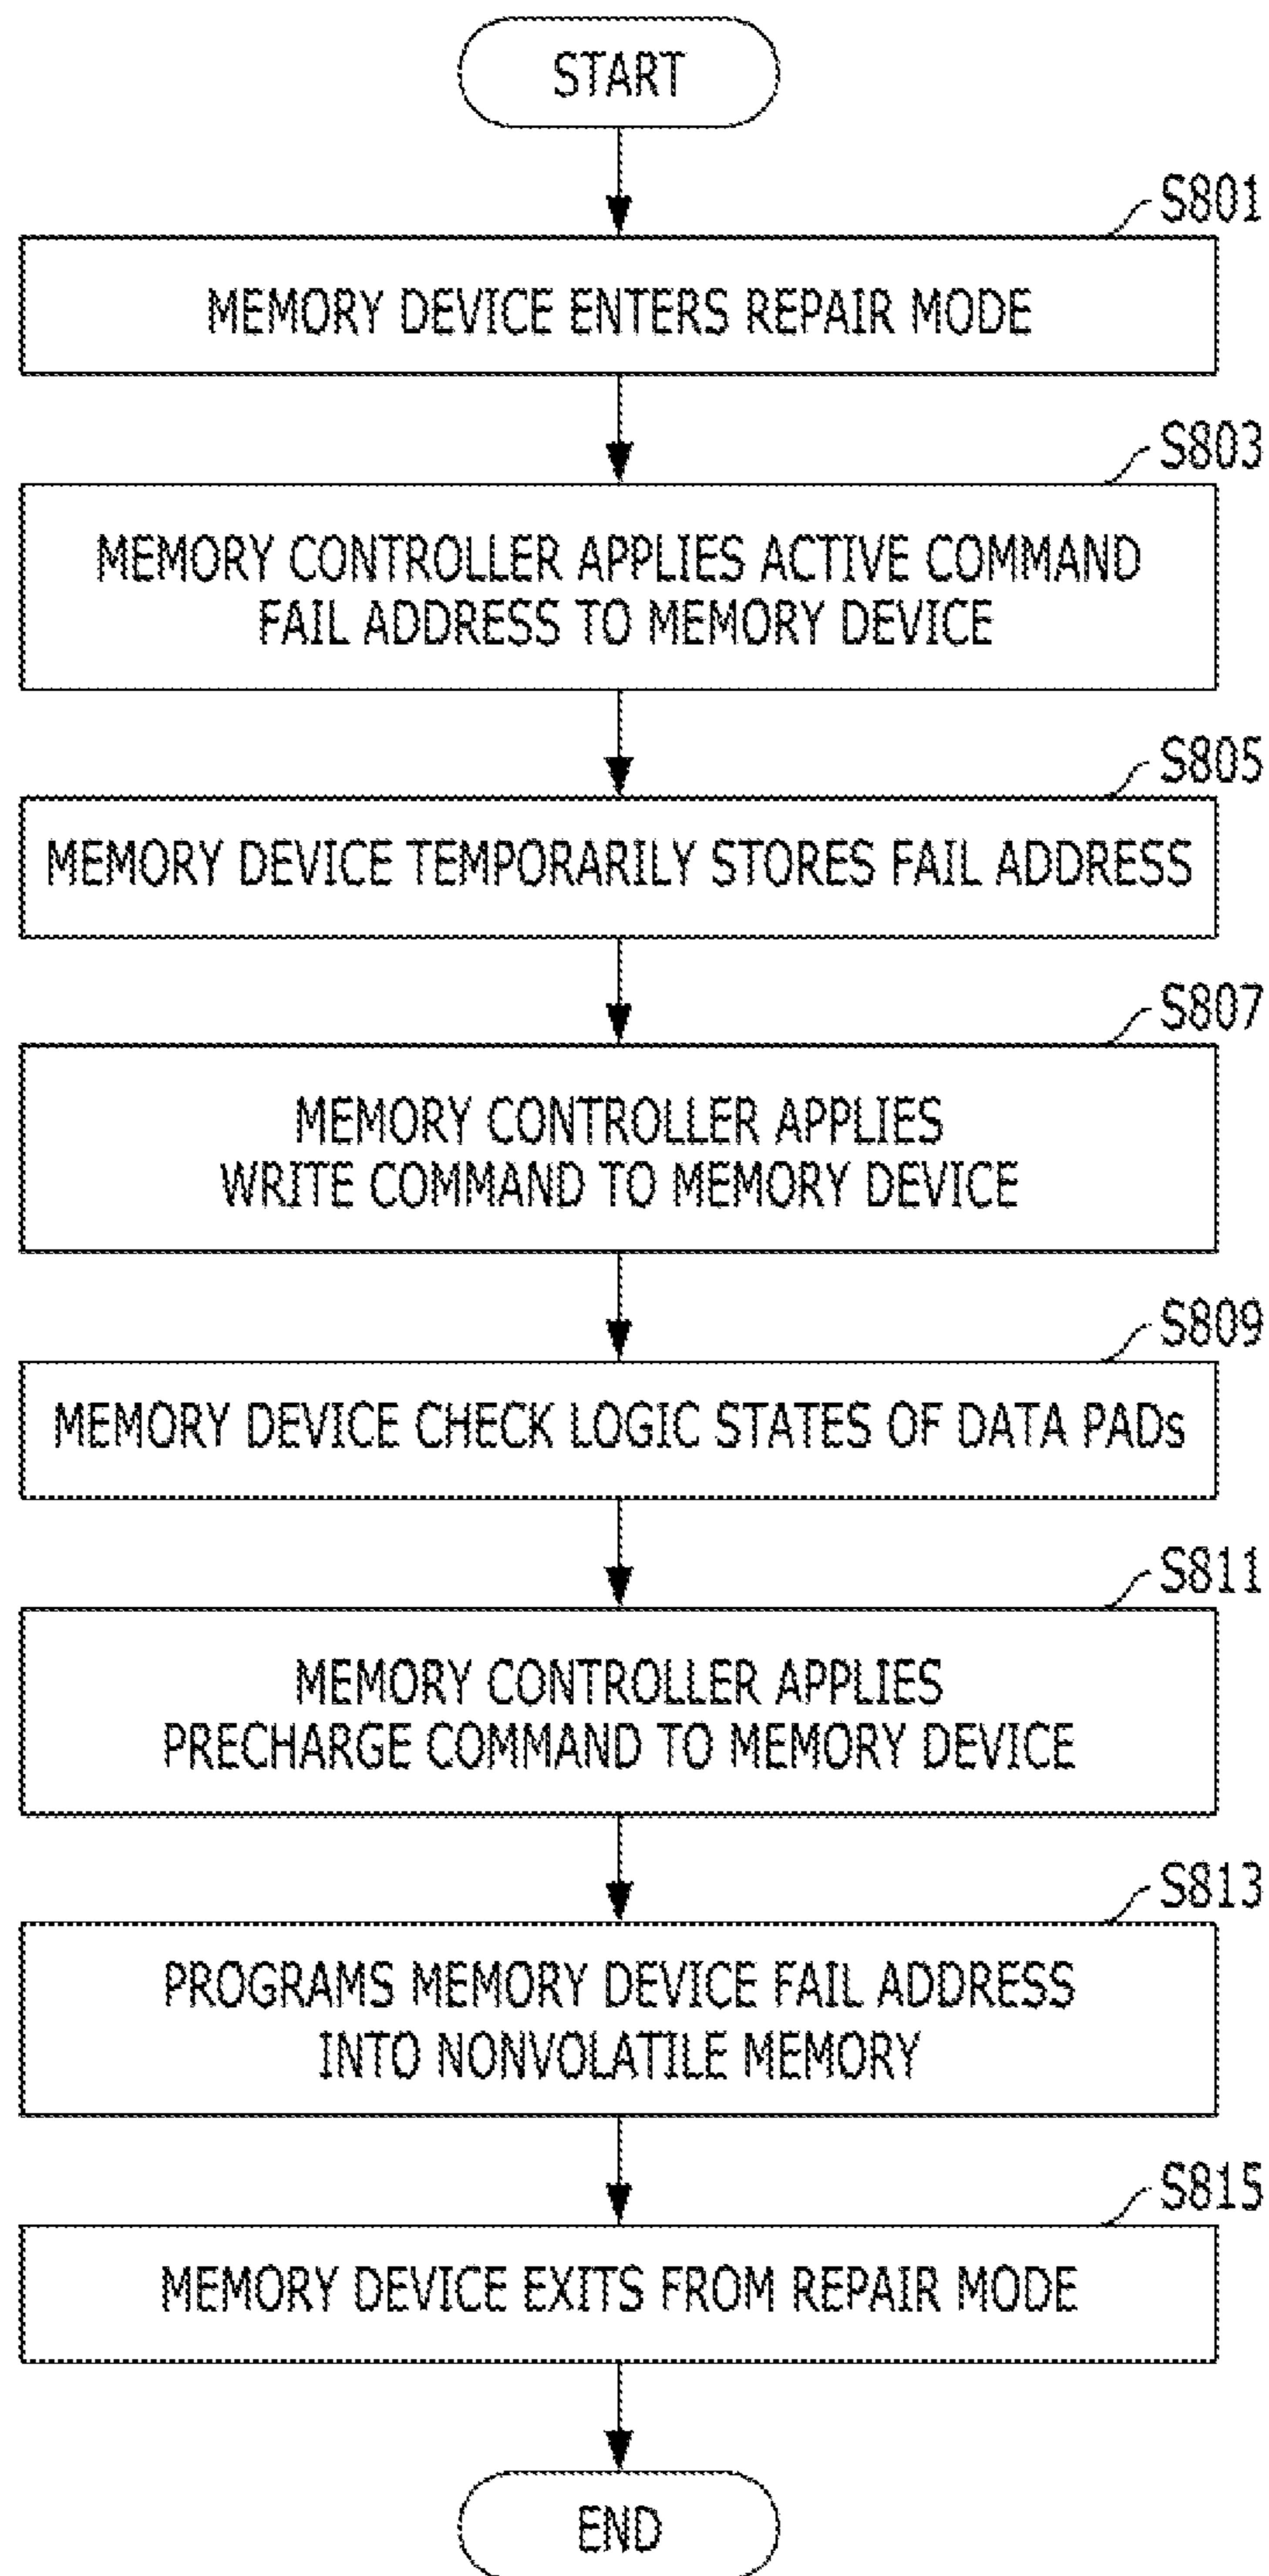 START
S801
MEMORY DEVICE ENTERS REPAIR MODE
S803
MEMORY CONTROLLER APPLIES ACTIVE COMMAND
FAIL ADDRESS TO MEMORY DEVICE
S805
MEMORY DEVICE TEMPORARILY STORES FAIL ADDRESS
S807
MEMORY CONTROLLER APPLIES
WRITE COMMAND TO MEMORY DEVICE
S809
MEMORY DEVICE CHECK LOGIC STATES OF DATA PADs
S811
MEMORY CONTROLLER APPLIES
PRECHARGE COMMAND TO MEMORY DEVICE
S813
PROGRAMS MEMORY DEVICE FAIL ADDRESS
INTO NONVOLATILE MEMORY
S815
MEMORY DEVICE EXITS FROM REPAIR MODE
END